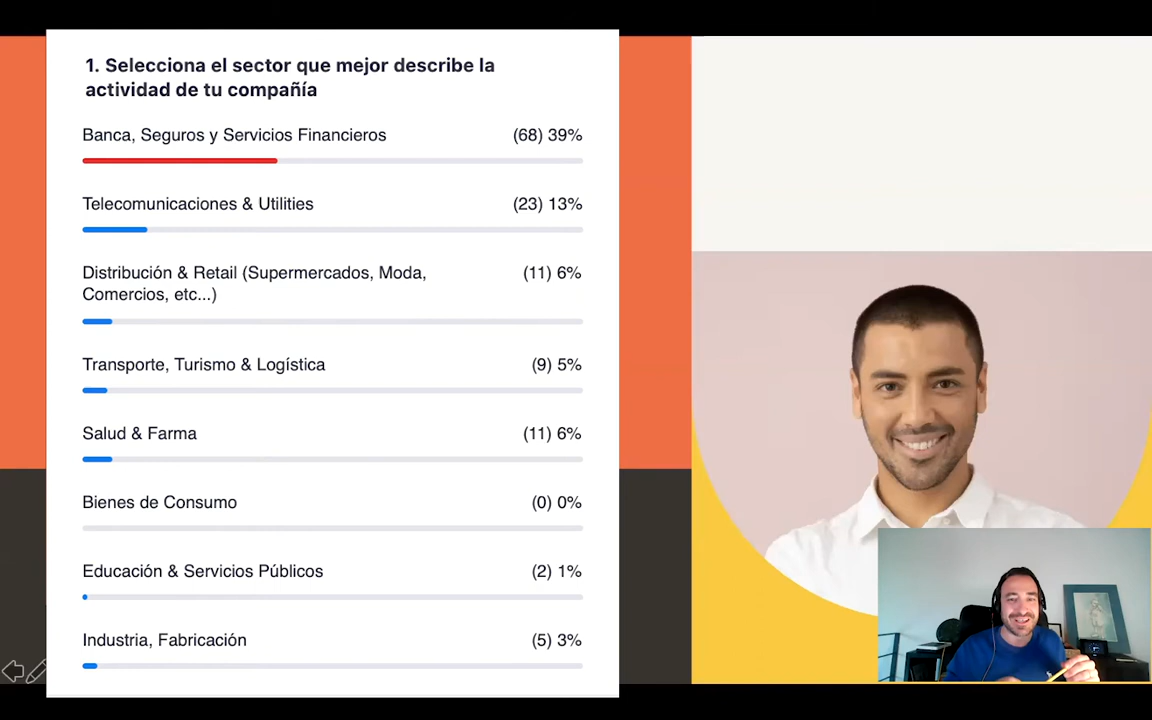 1. Selecciona el sector que mejor describe la
actividad de tu compañía
Banca, Seguros y Servicios Financieros (68) 39%
Telecomunicaciones & Utilities (23) 13%
Distribución & Retail (Supermercados, Moda, (11) 6%
Comercios, etc...)
Transporte, Turismo & Logística (9) 5%
Salud & Farma (11) 6%
Bienes de Consumo (0) 0%
Educación & Servicios Públicos (2) 1%
Industria, Fabricación (5) 3%